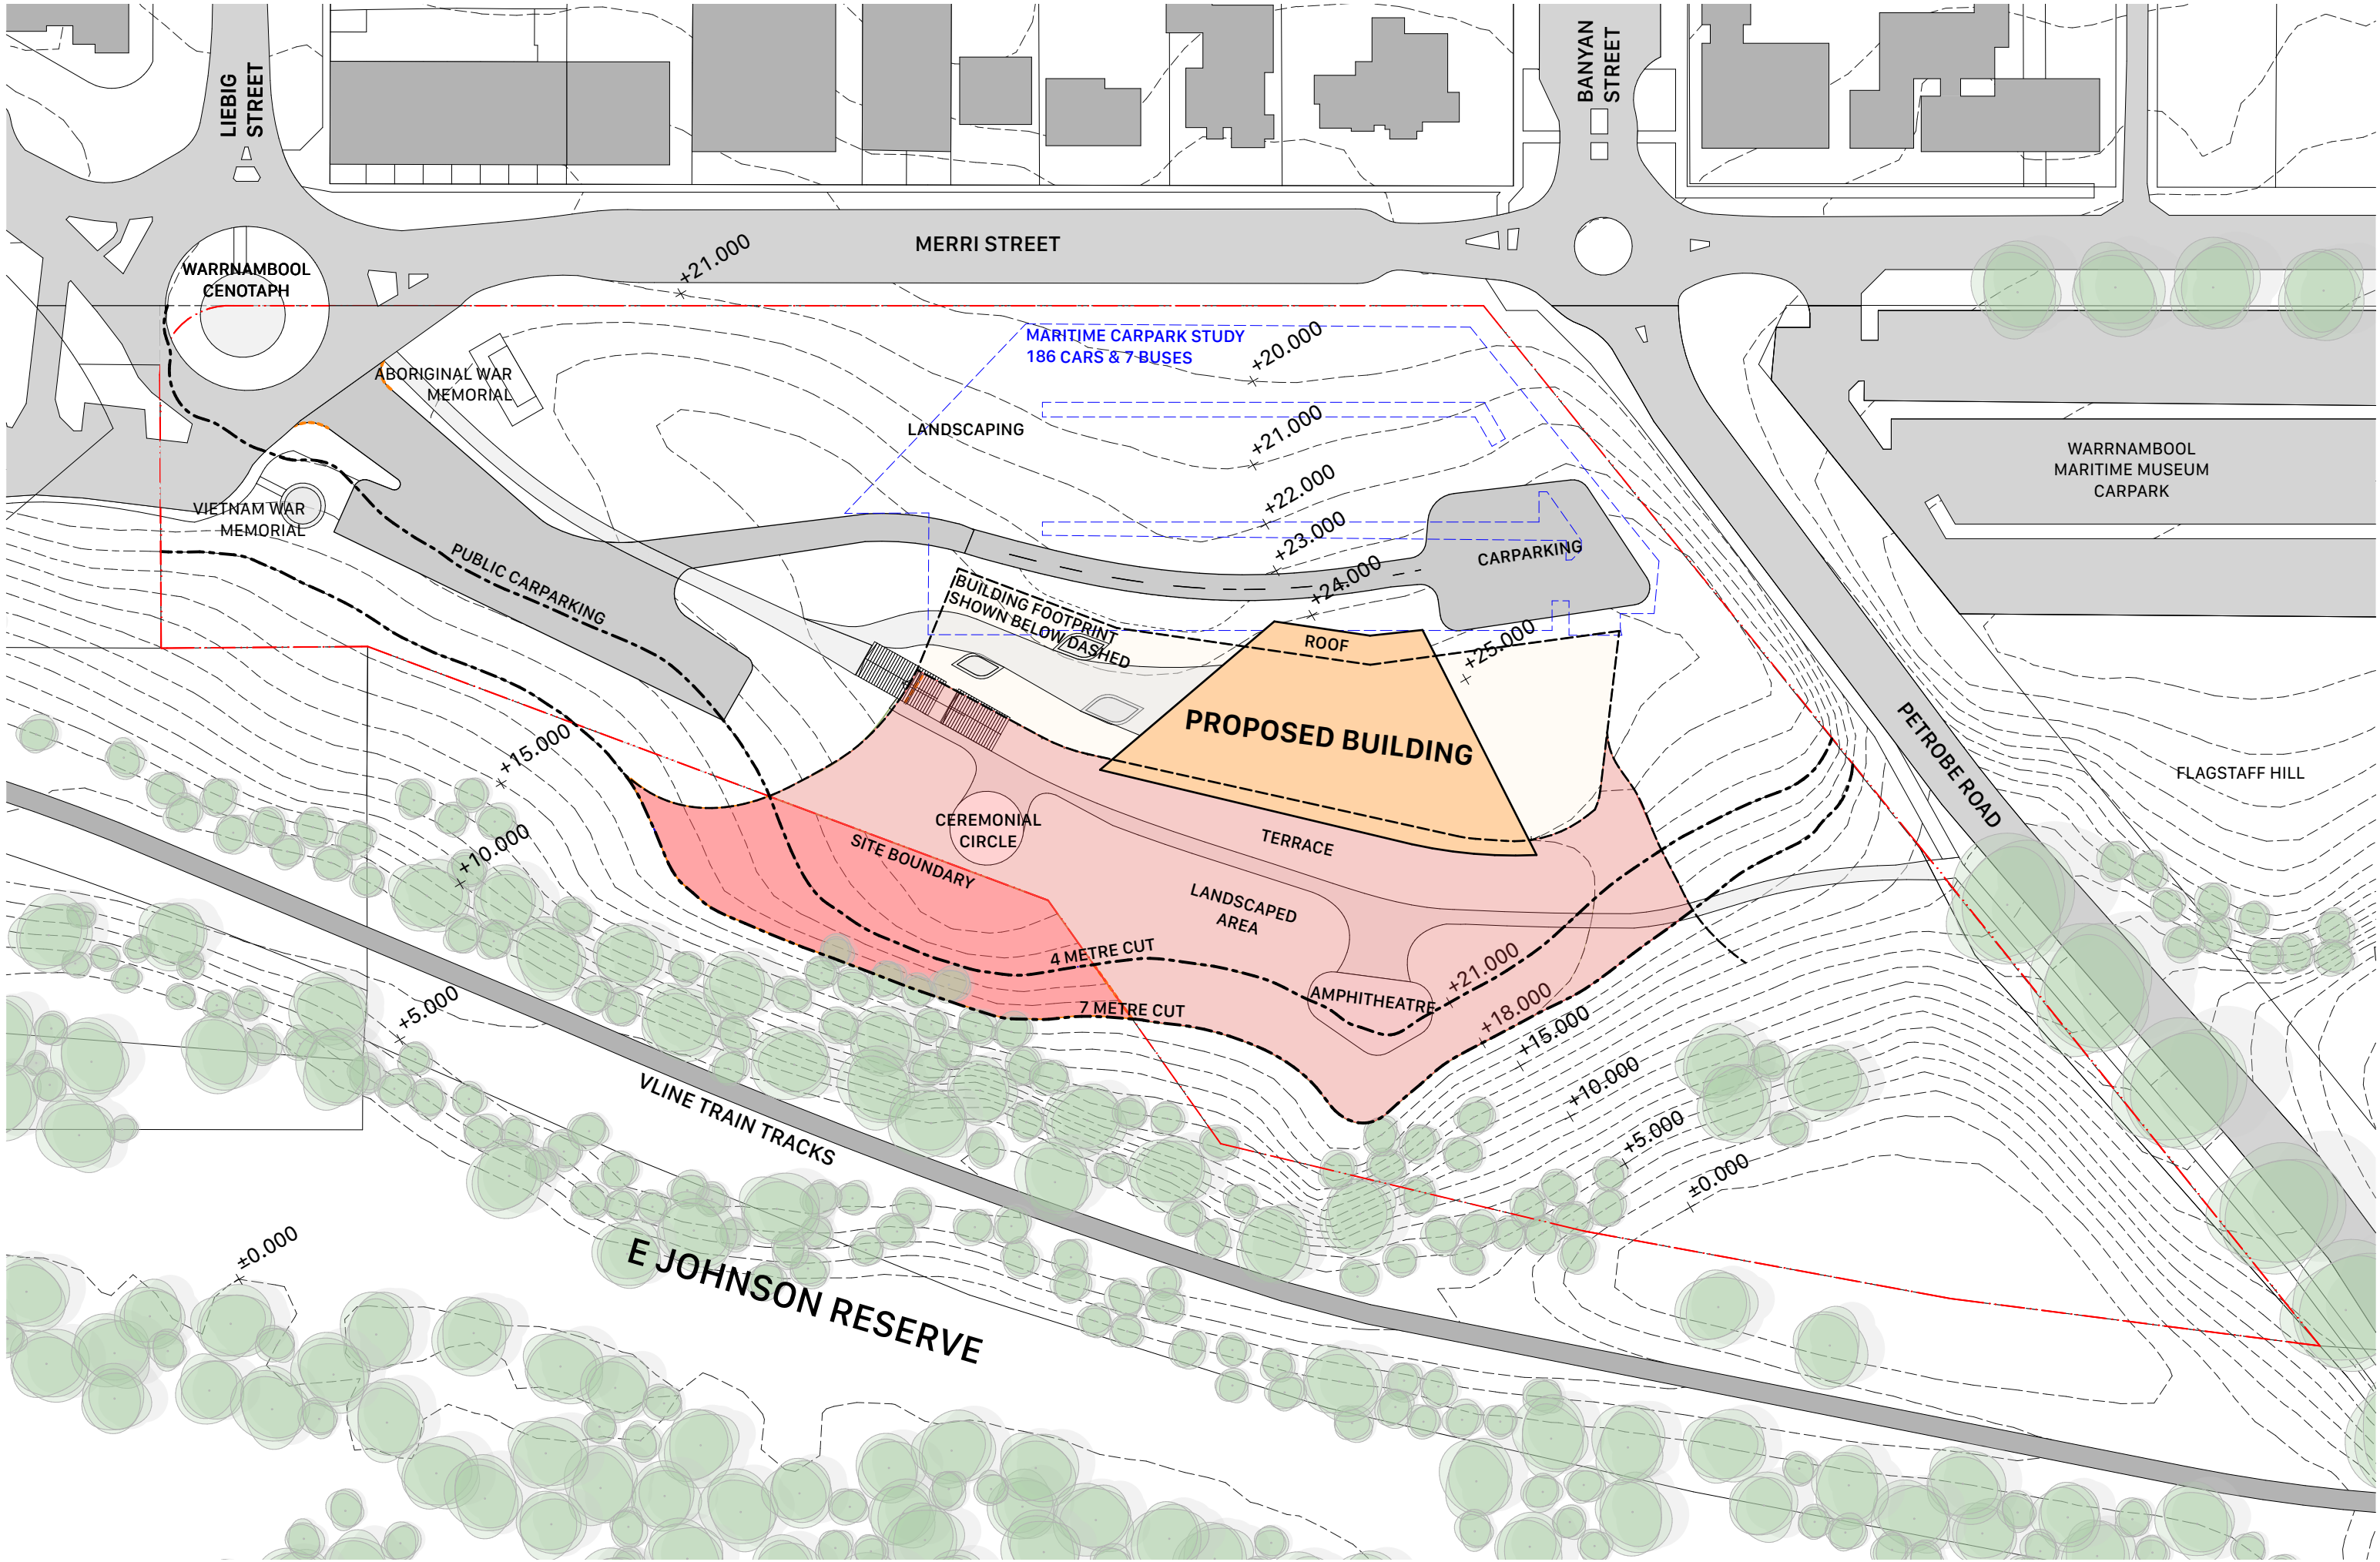 LIEBIG
STREET
BANYAN
STREET
MERRI STREET
+21.000
WARRNAMBOOL
CENOTAPH
MARITIME CARPARK STUDY
186 CARS & 7 BUSES
+20.000
ABORIGINAL WAR
MEMORIAL
LANDSCAPING
+21.000
WARRNAMBOOL
MARITIME MUSEUM
CARPARK
+22.000
VIETNAM WAR
MEMORIAL
+23.000
CARPARKING
PUBLIC CARPARKING
+24.000
BUILDING FOOTPRINT
SHOWN BELOW DASHED
ROOF
+25.000
PROPOSED BUILDING
PETROBE ROAD
FLAGSTAFF HILL
+15.000
CEREMONIAL
CIRCLE
TERRACE
+10.000
SITE BOUNDARY
LANDSCAPED
AREA
4 METRE CUT
+21.000
AMPHITHEATRE
7 METRE CUT
+18.000
+5.000
+15.000
+10.000
VLINE TRAIN TRACKS
+5.000
±0.000
±0.000
E JOHNSON RESERVE